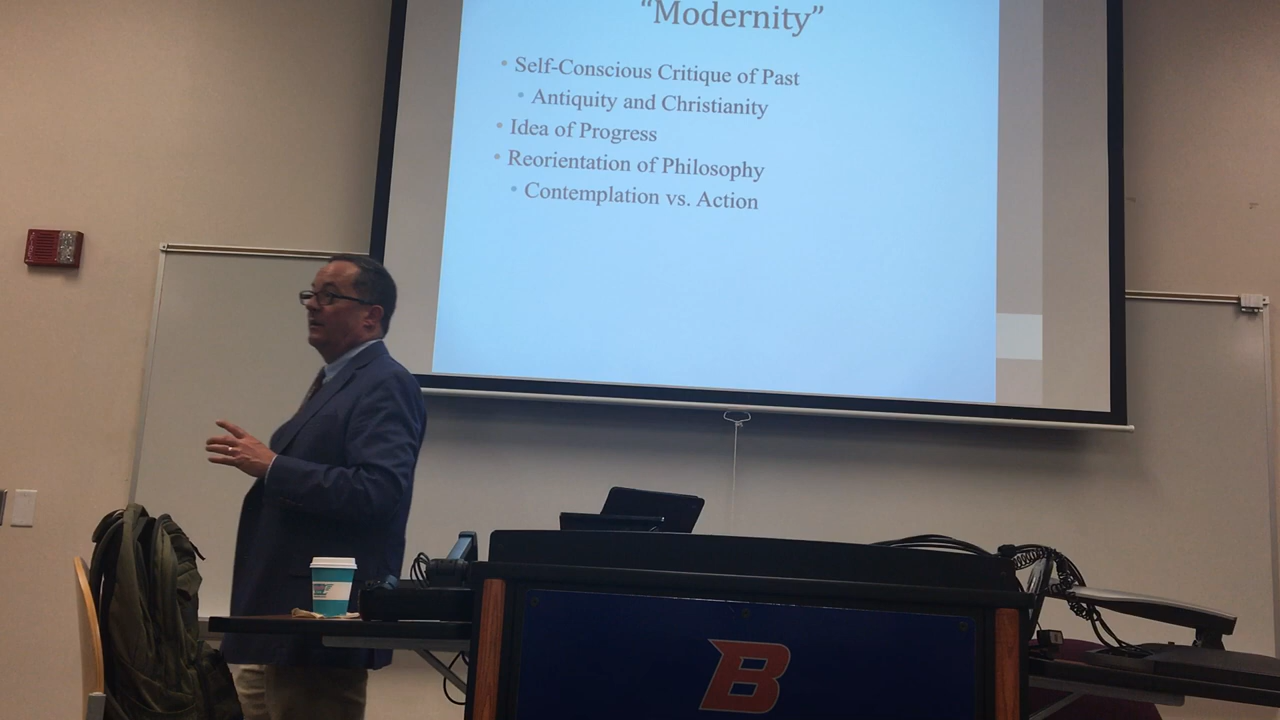 “Modernity”
• Self-Conscious Critique of Past
• Antiquity and Christianity
• Idea of Progress
• Reorientation of Philosophy
• Contemplation vs. Action
B